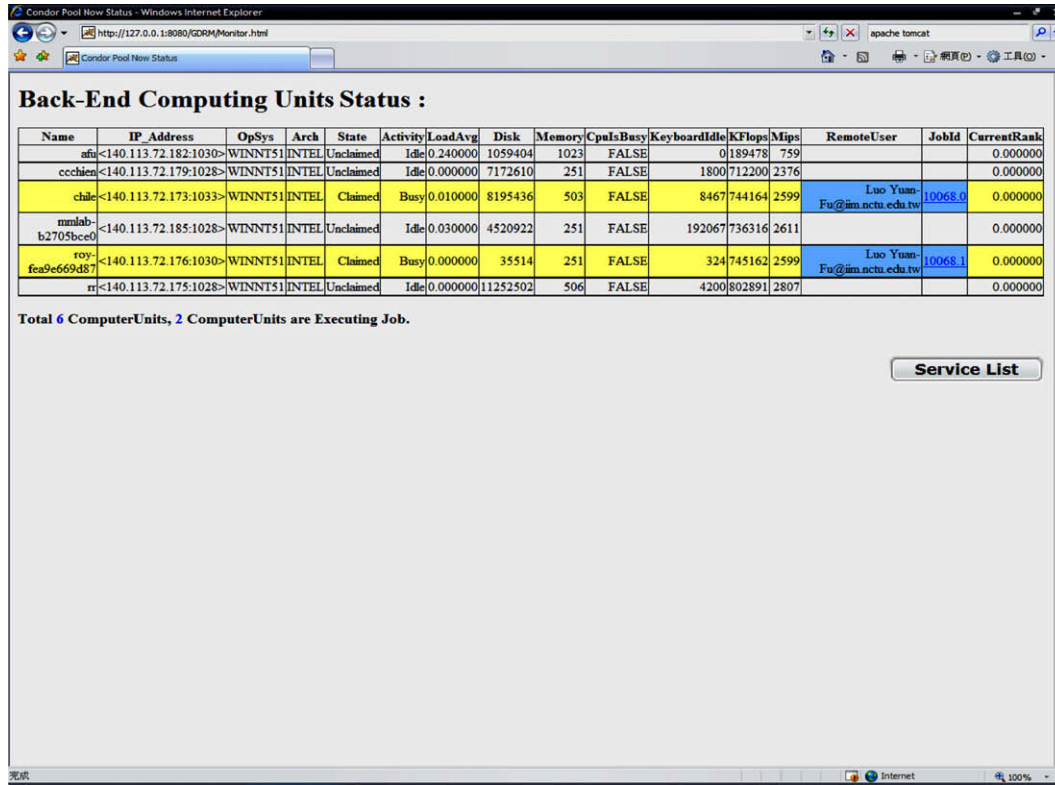 Condor Pool Now Status - Windows Internet Explorer
http://127.0.0.1:8080/GDRM/Monitor.html apache tomcat
Condor Pool Now Status 網頁(P) 工具(O)
Back-End Computing Units Status :
Name IP_Address OpSys Arch State Activity LoadAvg Disk Memory CpuIsBusy KeyboardIdle KFlops Mips RemoteUser JobId CurrentRank
afu <140.113.72.182:1030> WINNT51 INTEL Unclaimed Idle 0.240000 1059404 1023 FALSE 0 189478 759 0.000000
ccchien <140.113.72.179:1028> WINNT51 INTEL Unclaimed Idle 0.000000 7172610 251 FALSE 1800 712200 2376 0.000000
chile <140.113.72.173:1033> WINNT51 INTEL Claimed Busy 0.010000 8195436 503 FALSE 8467 744164 2599 Luo Yuan-
Fu@iim.nctu.edu.tw 10068.0 0.000000
mmlab-
b2705bce0 <140.113.72.185:1028> WINNT51 INTEL Unclaimed Idle 0.030000 4520922 251 FALSE 192067 736316 2611 0.000000
roy-
fea9e669d87 <140.113.72.176:1030> WINNT51 INTEL Claimed Busy 0.000000 35514 251 FALSE 324 745162 2599 Luo Yuan-
Fu@iim.nctu.edu.tw 10068.1 0.000000
rr <140.113.72.175:1028> WINNT51 INTEL Unclaimed Idle 0.000000 11252502 506 FALSE 4200 802891 2807 0.000000
Total 6 ComputerUnits, 2 ComputerUnits are Executing Job.
Service List
完成 Internet 100%